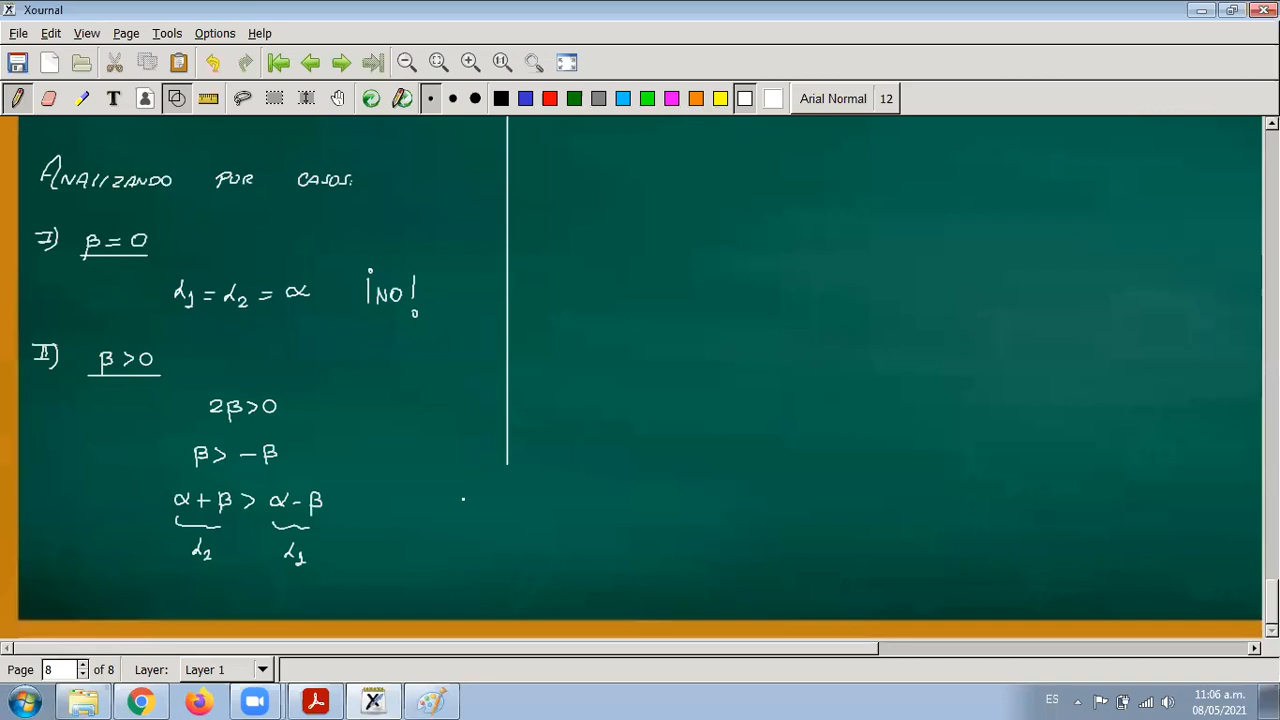 Xournal
File Edit View Page Tools Options Help
Arial Normal 12
ANALIZANDO POR CASOS:
I) β = 0
α₁ = α₂ = α ¡NO!
II) β > 0
2β > 0
β > - β
α + β > α - β
α₂ α₁
Page 8 of 8 Layer: Layer 1
ES 11:06 a.m.
08/05/2021